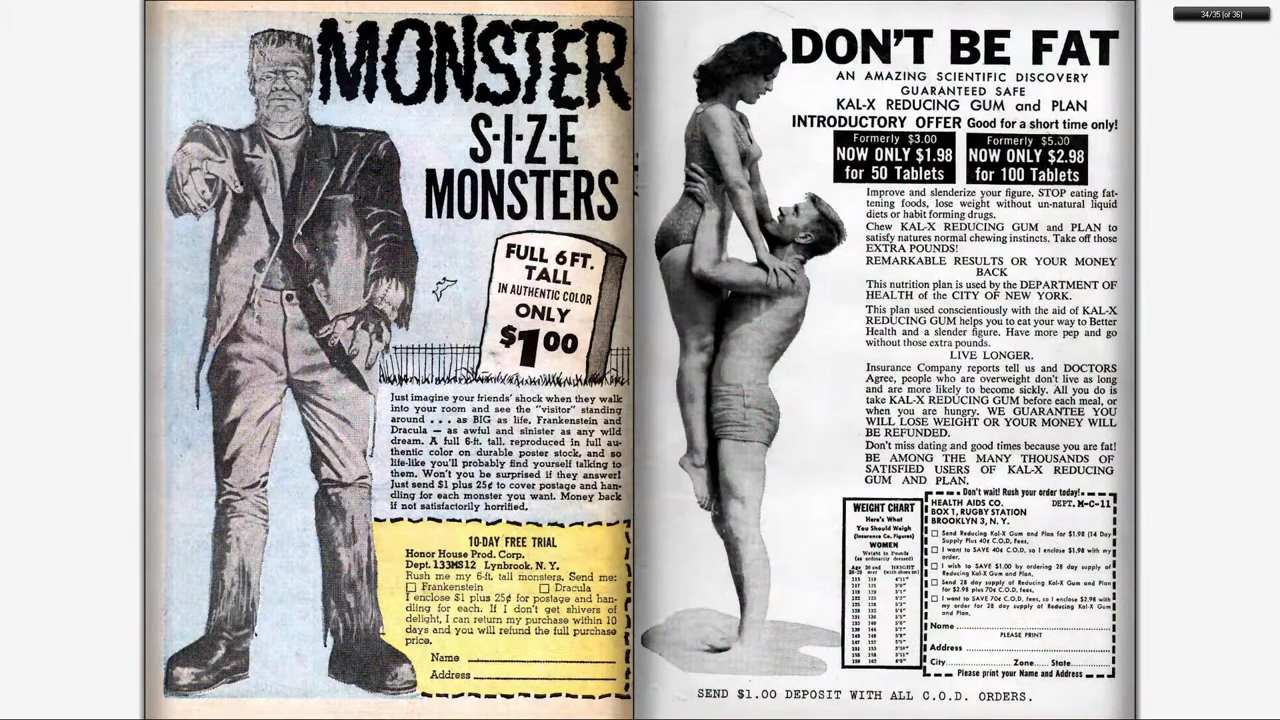 34/35 (of 36)
MONSTER
S·I·Z·E
MONSTERS
FULL 6 FT.
TALL
IN AUTHENTIC COLOR
ONLY
$1.00
Just imagine your friends' shock when they walk
into your room and see the "visitor" standing
around . . . as BIG as life, Frankenstein and
Dracula — as awful and sinister as any wild
dream. A full 6-ft. tall, reproduced in full au-
thentic color on durable poster stock, and so
life-like you'll probably find yourself talking to
them. Won't you be surprised if they answer!
Just send $1 plus 25¢ to cover postage and han-
dling for each monster you want. Money back
if not satisfactorily horrified.
10-DAY FREE TRIAL
Honor House Prod. Corp.
Dept. 133MS12 Lynbrook, N. Y.
Rush me my 6-ft. tall monsters. Send me:
Frankenstein Dracula
I enclose $1 plus 25¢ for postage and han-
dling for each. If I don't get shivers of
delight, I can return my purchase within 10
days and you will refund the full purchase
price.
Name
Address
DON'T BE FAT
AN AMAZING SCIENTIFIC DISCOVERY
GUARANTEED SAFE
KAL-X REDUCING GUM and PLAN
INTRODUCTORY OFFER Good for a short time only!
Formerly $3.00
NOW ONLY $1.98
for 50 Tablets
Formerly $5.00
NOW ONLY $2.98
for 100 Tablets
Improve and slenderize your figure. STOP eating fat-
tening foods, lose weight without un-natural liquid
diets or habit forming drugs.
Chew KAL-X REDUCING GUM and PLAN to
satisfy natures normal chewing instincts. Take off those
EXTRA POUNDS!
REMARKABLE RESULTS OR YOUR MONEY
BACK
This nutrition plan is used by the DEPARTMENT OF
HEALTH of the CITY OF NEW YORK.
This plan used conscientiously with the aid of KAL-X
REDUCING GUM helps you to eat your way to Better
Health and a slender figure. Have more pep and go
without those extra pounds.
LIVE LONGER.
Insurance Company reports tell us and DOCTORS
Agree, people who are overweight don't live as long
and are more likely to become sickly. All you do is
take KAL-X REDUCING GUM before each meal, or
when you are hungry. WE GUARANTEE YOU
WILL LOSE WEIGHT OR YOUR MONEY WILL
BE REFUNDED.
Don't miss dating and good times because you are fat!
BE AMONG THE MANY THOUSANDS OF
SATISFIED USERS OF KAL-X REDUCING
GUM AND PLAN.
WEIGHT CHART
Here's What
You Should Weigh
(Insurance Co. Figures)
WOMEN
Weight in Pounds
(as ordinarily dressed)
Don't wait! Rush your order today!
HEALTH AIDS CO. DEPT. M-C-11
BOX 1, RUGBY STATION
BROOKLYN 3, N. Y.
Send Reducing Kal-X Gum and Plan for $1.98 (14 Day
Supply Plus 40¢ C.O.D. Fees.
I want to SAVE 40¢ C.O.D, so I enclose $1.98 with my
order.
I wish to SAVE $1.00 by ordering 28 day supply of
Reducing Kal-X Gum and Plan.
Send 28 day supply of Reducing Kal-X Gum and Plan
for $2.98 plus 70¢ C.O.D. fees.
I want to SAVE 70¢ C.O.D. fees, so I enclose $2.98 with
my order for 28 day supply of Reducing Kal-X Gum
and Plan.
Name
PLEASE PRINT
Address
City Zone State
Please print your Name and Address
SEND $1.00 DEPOSIT WITH ALL C.O.D. ORDERS.